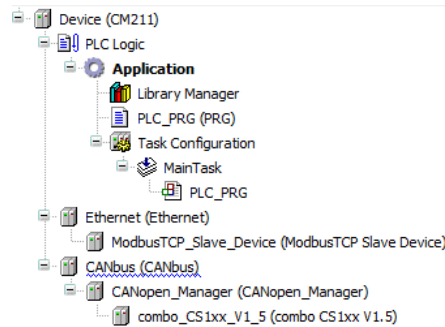 Device (CM211)
PLC Logic
Application
Library Manager
PLC_PRG (PRG)
Task Configuration
MainTask
PLC_PRG
Ethernet (Ethernet)
ModbusTCP_Slave_Device (ModbusTCP Slave Device)
CANbus (CANbus)
CANopen_Manager (CANopen_Manager)
combo_CS1xx_V1_5 (combo CS1xx V1.5)